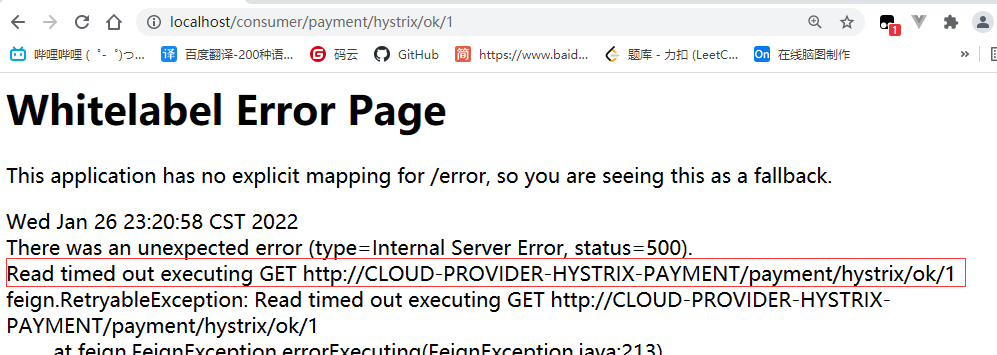 localhost/consumer/payment/hystrix/ok/1
1
哔哩哔哩 ( ゜- ゜)つ...
译 百度翻译-200种语...
G 码云
GitHub
简 https://www.baid...
题库 - 力扣 (LeetC...
On 在线脑图制作
»
Whitelabel Error Page
This application has no explicit mapping for /error, so you are seeing this as a fallback.
Wed Jan 26 23:20:58 CST 2022
There was an unexpected error (type=Internal Server Error, status=500).
Read timed out executing GET http://CLOUD-PROVIDER-HYSTRIX-PAYMENT/payment/hystrix/ok/1
feign.RetryableException: Read timed out executing GET http://CLOUD-PROVIDER-HYSTRIX-
PAYMENT/payment/hystrix/ok/1
at feign.FeignException.errorExecuting(FeignException.java:213)